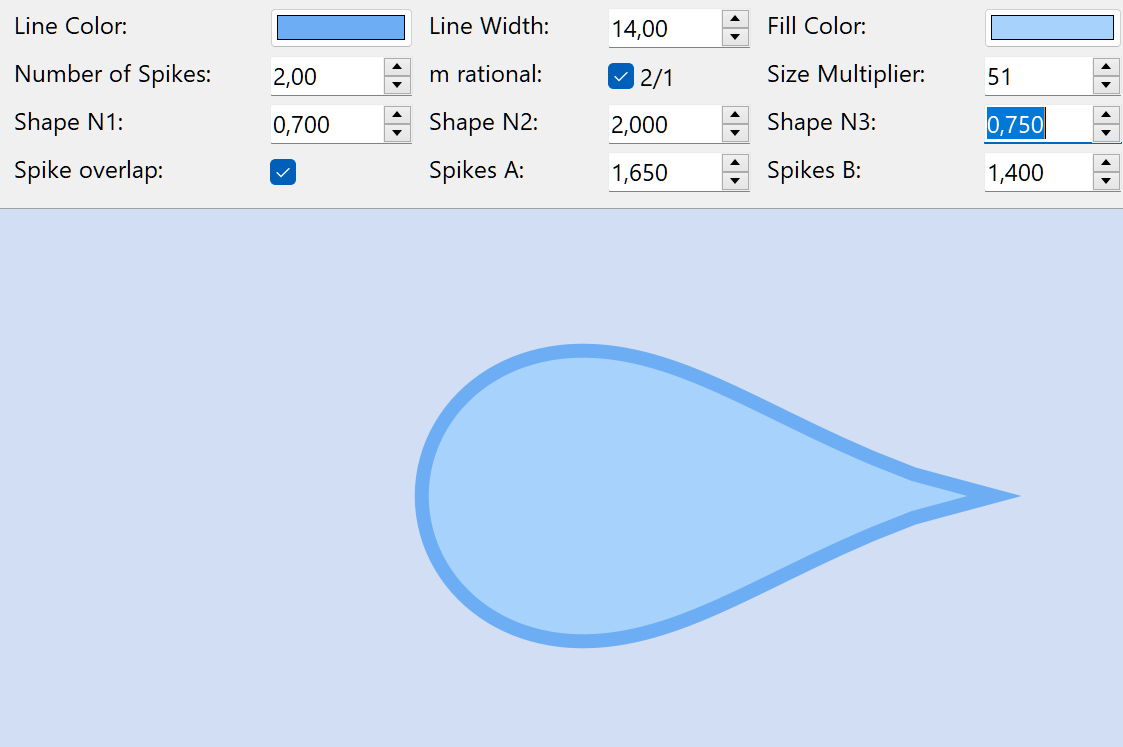 Line Color: Line Width: 14,00 Fill Color:
Number of Spikes: 2,00 m rational: 2/1 Size Multiplier: 51
Shape N1: 0,700 Shape N2: 2,000 Shape N3: 0,750
Spike overlap: Spikes A: 1,650 Spikes B: 1,400